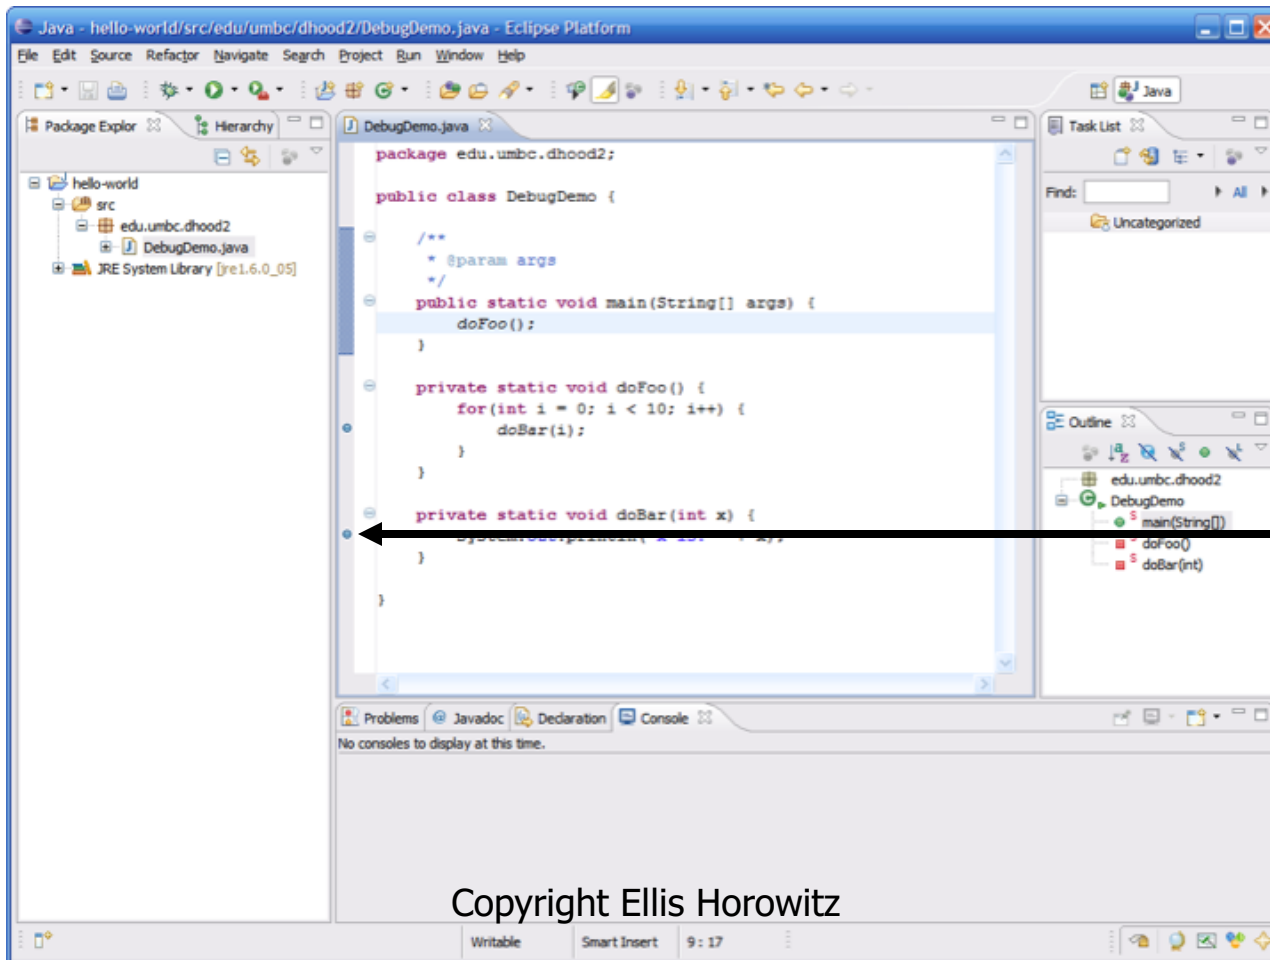 Java - hello-world/src/edu/umbc/dhood2/DebugDemo.java - Eclipse Platform
File Edit Source Refactor Navigate Search Project Run Window Help
Java
Package Explor Hierarchy
hello-world
src
edu.umbc.dhood2
DebugDemo.java
JRE System Library [jre1.6.0_05]
DebugDemo.java
package edu.umbc.dhood2;
public class DebugDemo {
/**
* @param args
*/
public static void main(String[] args) {
doFoo();
}
private static void doFoo() {
for(int i = 0; i < 10; i++) {
doBar(i);
}
}
private static void doBar(int x) {
}
}
Task List
Find: All
Uncategorized
Outline
edu.umbc.dhood2
DebugDemo
main(String[])
doFoo()
doBar(int)
Problems Javadoc Declaration Console
No consoles to display at this time.
Copyright Ellis Horowitz
Writable Smart Insert 9 : 17